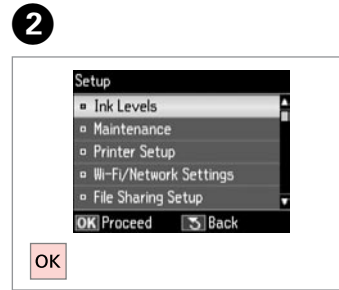 2
Setup
Ink Levels
Maintenance
Printer Setup
Wi-Fi/Network Settings
File Sharing Setup
OK Proceed Back
OK